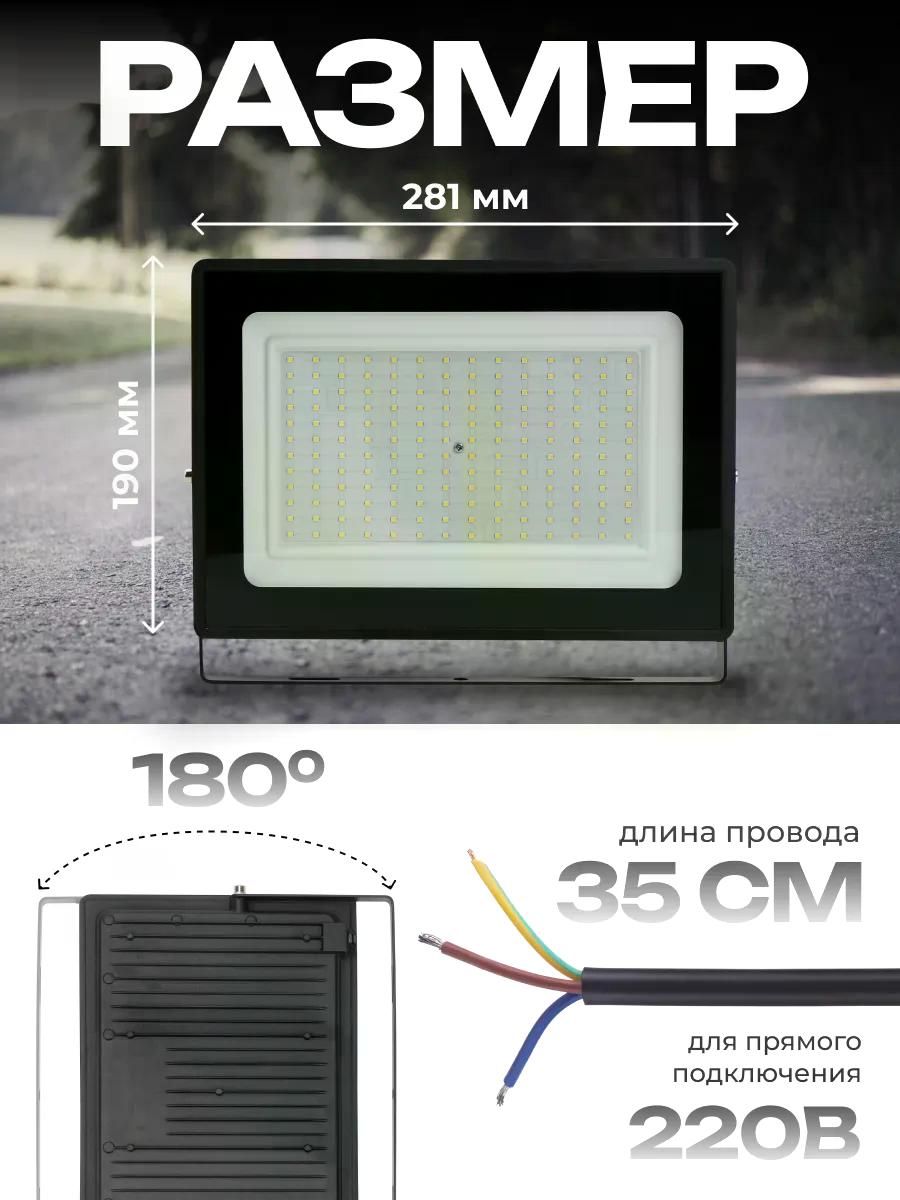 РАЗМЕР
281 мм
190 мм
180°
длина провода
35 СМ
для прямого
подключения
220В